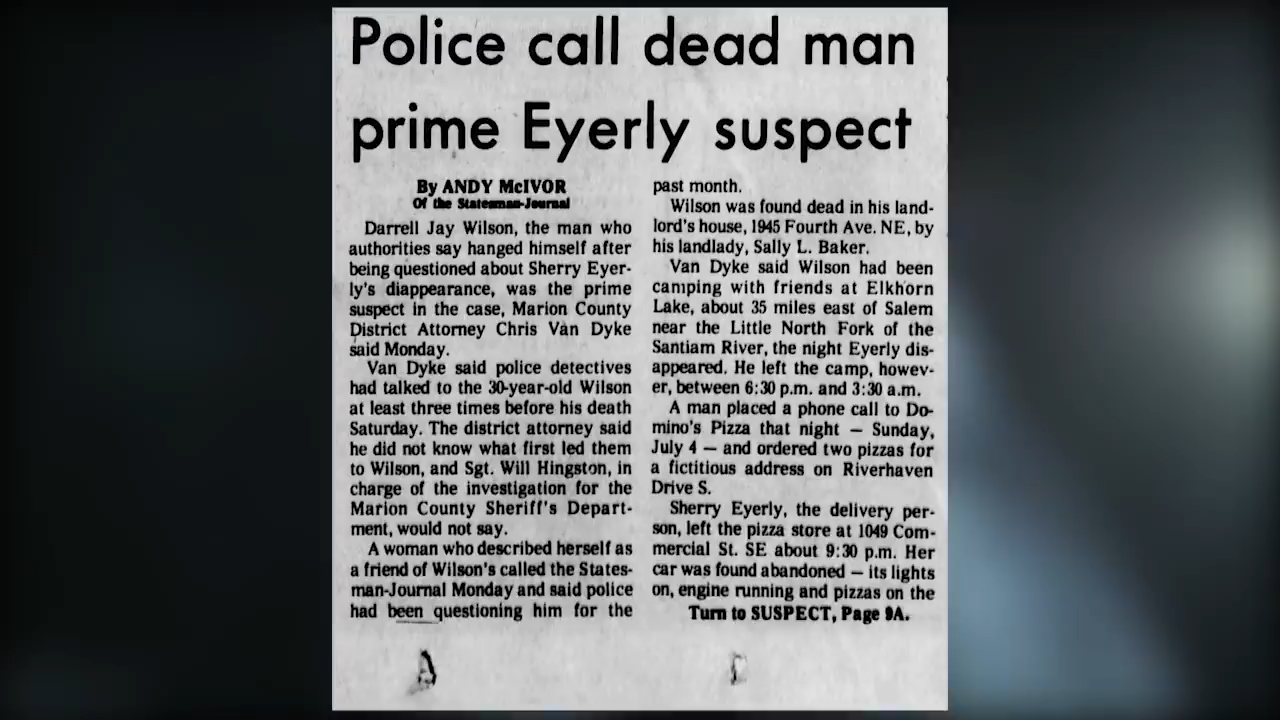 Police call dead man
prime Eyerly suspect
By ANDY McIVOR
Of the Statesman-Journal
Darrell Jay Wilson, the man who
authorities say hanged himself after
being questioned about Sherry Eyer-
ly's diappearance, was the prime
suspect in the case, Marion County
District Attorney Chris Van Dyke
said Monday.
Van Dyke said police detectives
had talked to the 30-year-old Wilson
at least three times before his death
Saturday. The district attorney said
he did not know what first led them
to Wilson, and Sgt. Will Hingston, in
charge of the investigation for the
Marion County Sheriff's Depart-
ment, would not say.
A woman who described herself as
a friend of Wilson's called the States-
man-Journal Monday and said police
had been questioning him for the
past month.
Wilson was found dead in his land-
lord's house, 1945 Fourth Ave. NE, by
his landlady, Sally L. Baker.
Van Dyke said Wilson had been
camping with friends at Elkhorn
Lake, about 35 miles east of Salem
near the Little North Fork of the
Santiam River, the night Eyerly dis-
appeared. He left the camp, howev-
er, between 6:30 p.m. and 3:30 a.m.
A man placed a phone call to Do-
mino's Pizza that night — Sunday,
July 4 — and ordered two pizzas for
a fictitious address on Riverhaven
Drive S.
Sherry Eyerly, the delivery per-
son, left the pizza store at 1049 Com-
mercial St. SE about 9:30 p.m. Her
car was found abandoned — its lights
on, engine running and pizzas on the
Turn to SUSPECT, Page 9A.